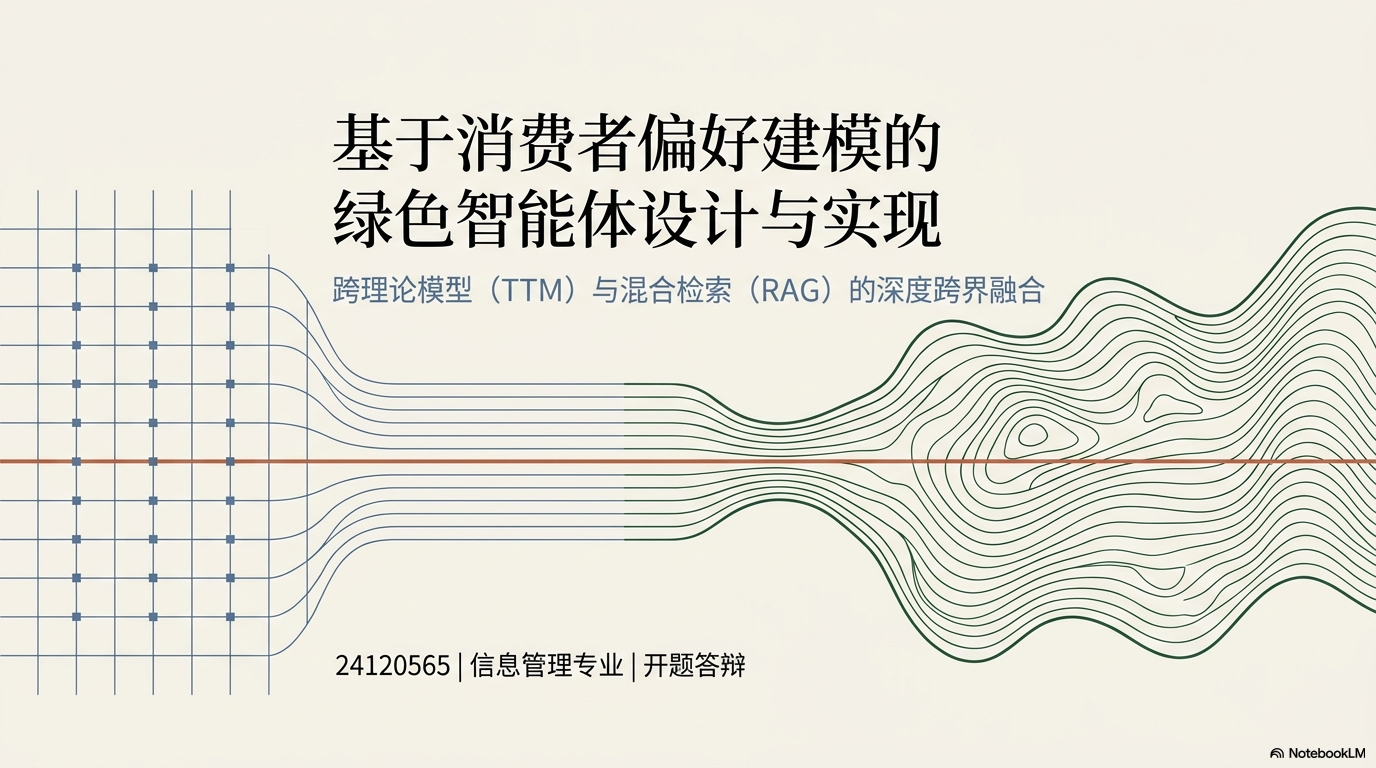 基于消费者偏好建模的
绿色智能体设计与实现
跨理论模型（TTM）与混合检索（RAG）的深度跨界融合
24120565 | 信息管理专业 | 开题答辩
NotebookLM